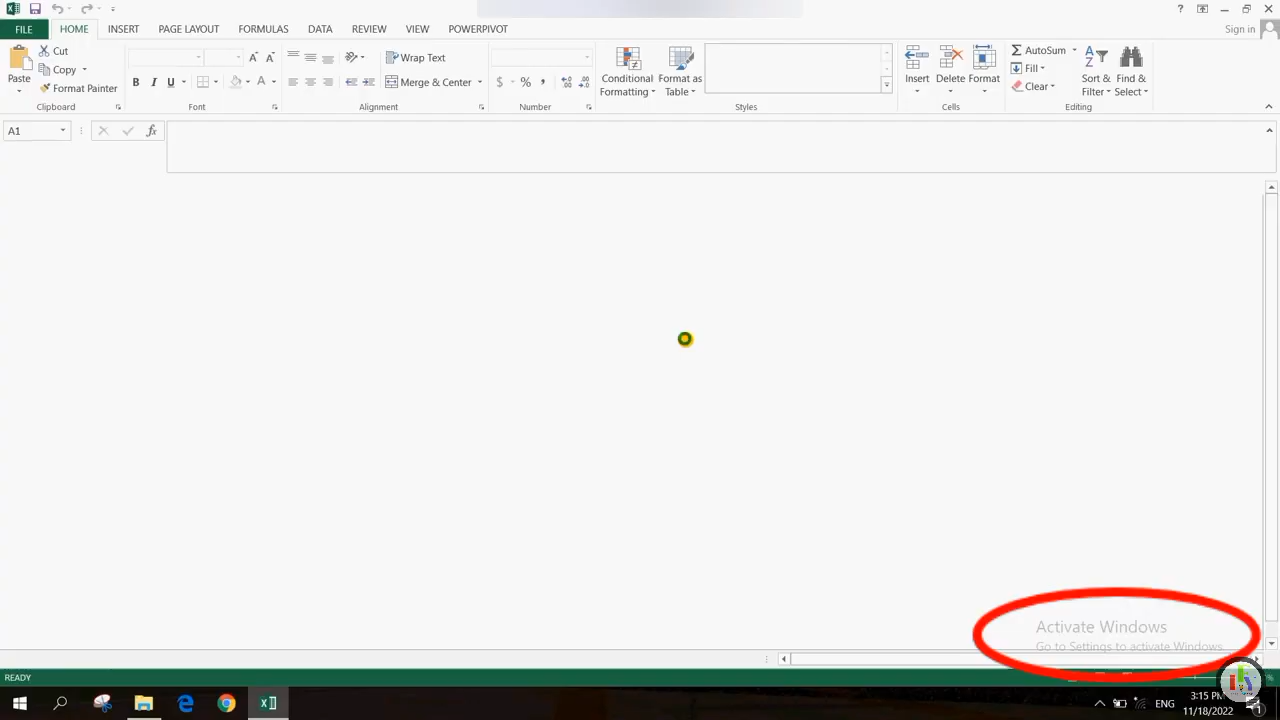 FILE HOME INSERT PAGE LAYOUT FORMULAS DATA REVIEW VIEW POWERPIVOT Sign in
Cut
Copy
Format Painter
Paste
Clipboard
B I U
A A
A
Font
Wrap Text
Merge & Center
Alignment
$ % ,
Number
Conditional Formatting
Format as Table
Styles
Insert Delete Format
Cells
AutoSum
Fill
Clear
Sort & Filter
Find & Select
Editing
A1
fx
Activate Windows
Go to Settings to activate Windows.
READY
ENG
3:15 PM
11/18/2022